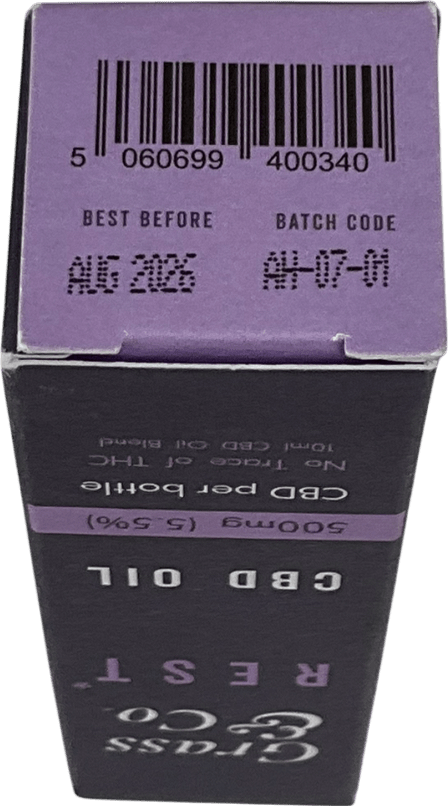 5 060699 400340
BEST BEFORE BATCH CODE
AUG 2026 AH-07-01
Grass
& Co.
REST*
CBD OIL
500mg (5.5%)
CBD per bottle
No Trace of THC
10ml CBD Oil Blend